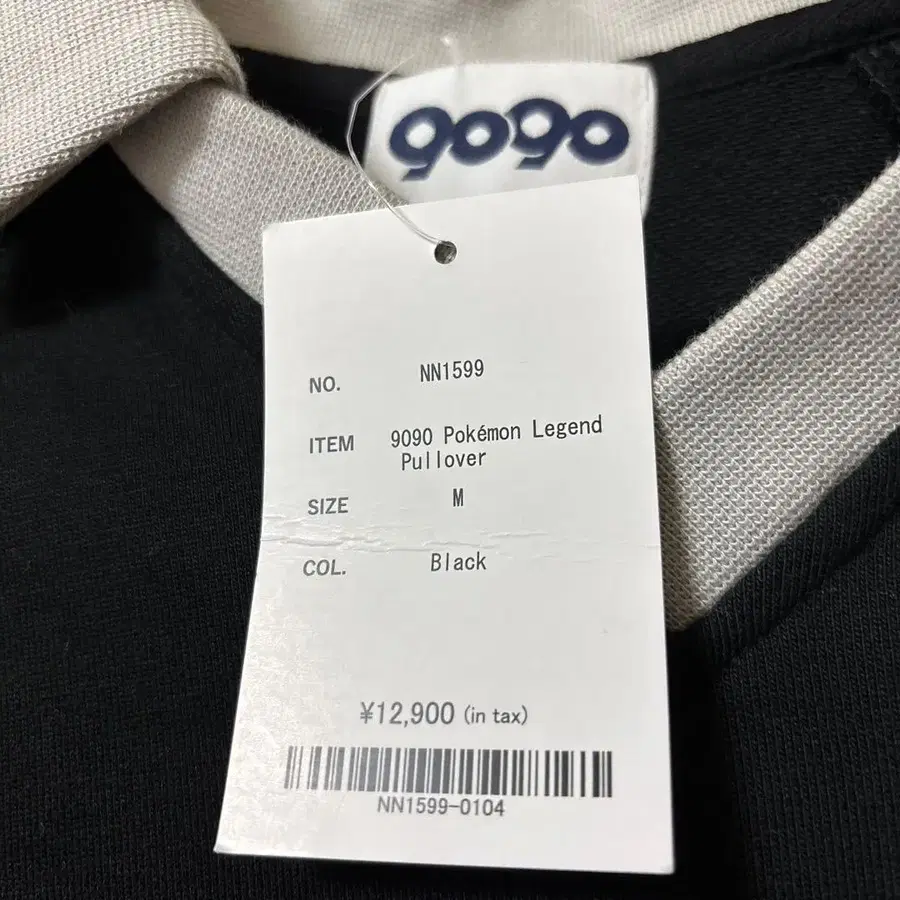 9090
NO. NN1599
ITEM 9090 Pokémon Legend
Pullover
SIZE M
COL. Black
¥12,900 (in tax)
NN1599-0104